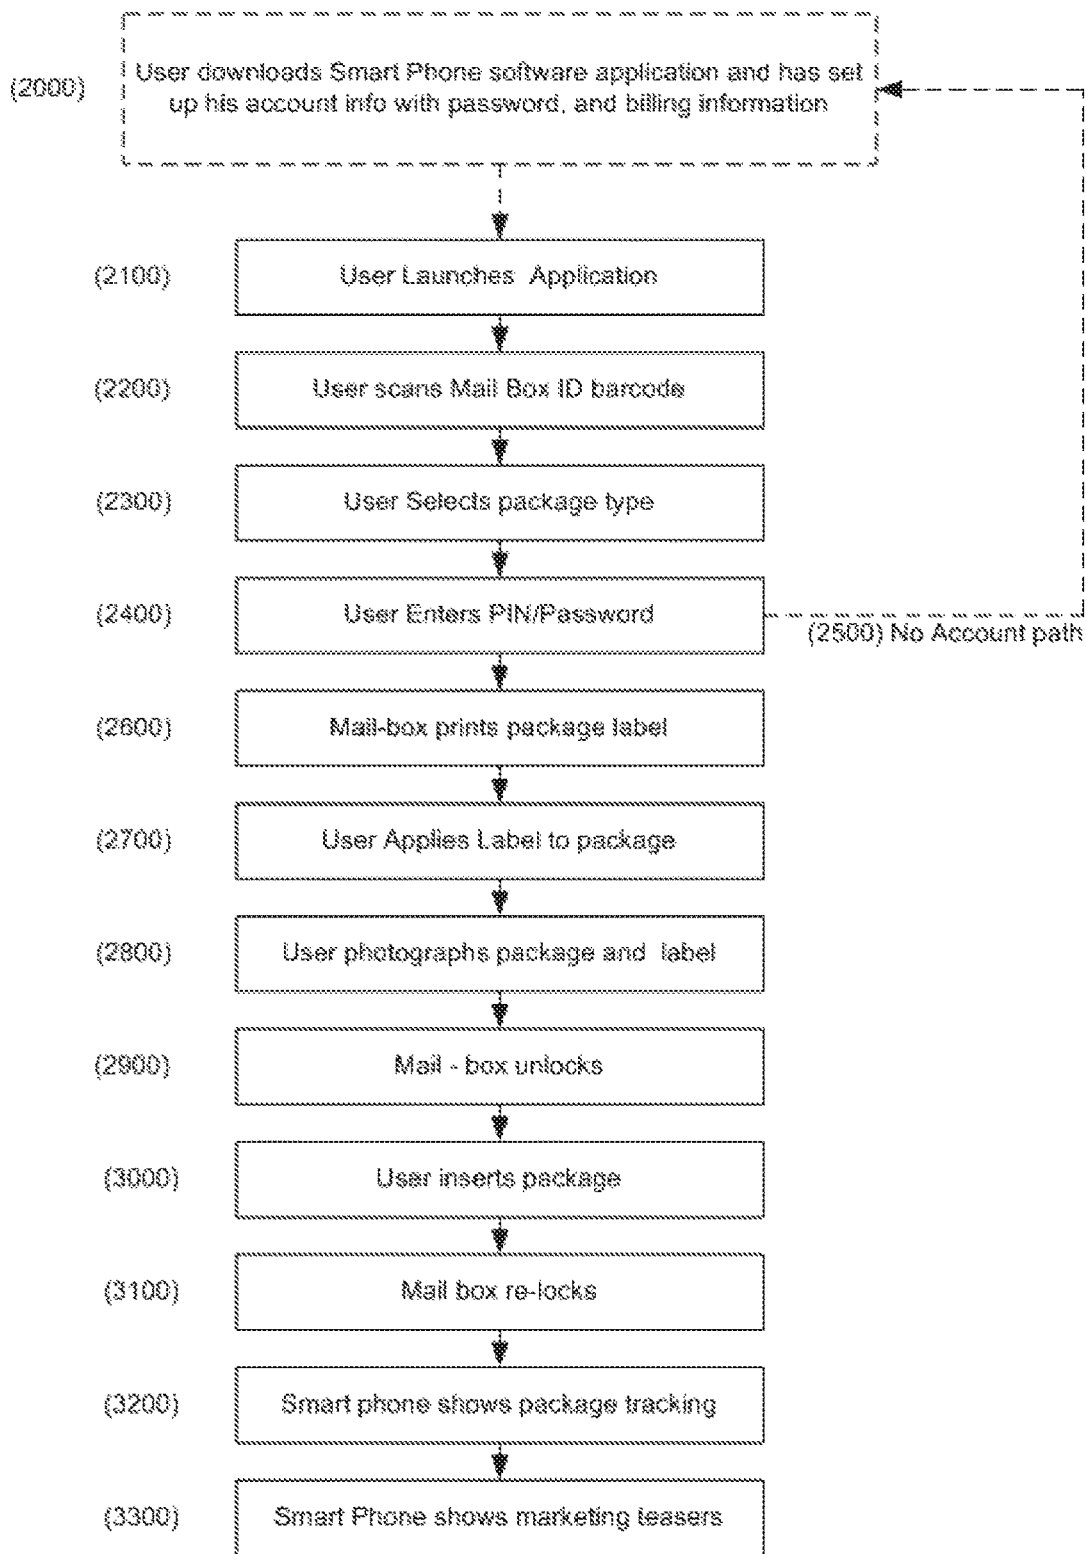 (2000)
User downloads Smart Phone software application and has set
up his account info with password, and billing information
(2100)
User Launches Application
(2200)
User scans Mail Box ID barcode
(2300)
User Selects package type
(2400)
User Enters PIN/Password
(2500) No Account path
(2600)
Mail-box prints package label
(2700)
User Applies Label to package
(2800)
User photographs package and label
(2900)
Mail - box unlocks
(3000)
User inserts package
(3100)
Mail box re-locks
(3200)
Smart phone shows package tracking
(3300)
Smart Phone shows marketing teasers